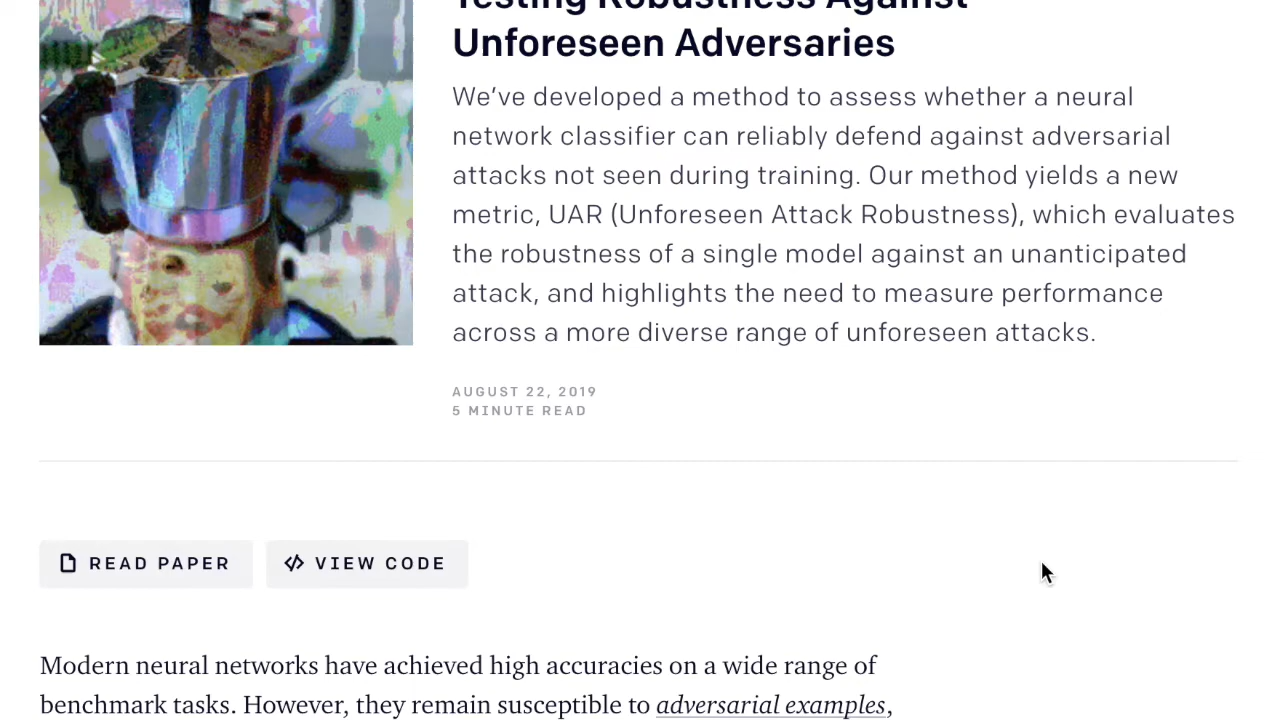 Testing Robustness Against
Unforeseen Adversaries
We’ve developed a method to assess whether a neural
network classifier can reliably defend against adversarial
attacks not seen during training. Our method yields a new
metric, UAR (Unforeseen Attack Robustness), which evaluates
the robustness of a single model against an unanticipated
attack, and highlights the need to measure performance
across a more diverse range of unforeseen attacks.
AUGUST 22, 2019
5 MINUTE READ
READ PAPER
VIEW CODE
Modern neural networks have achieved high accuracies on a wide range of
benchmark tasks. However, they remain susceptible to adversarial examples,